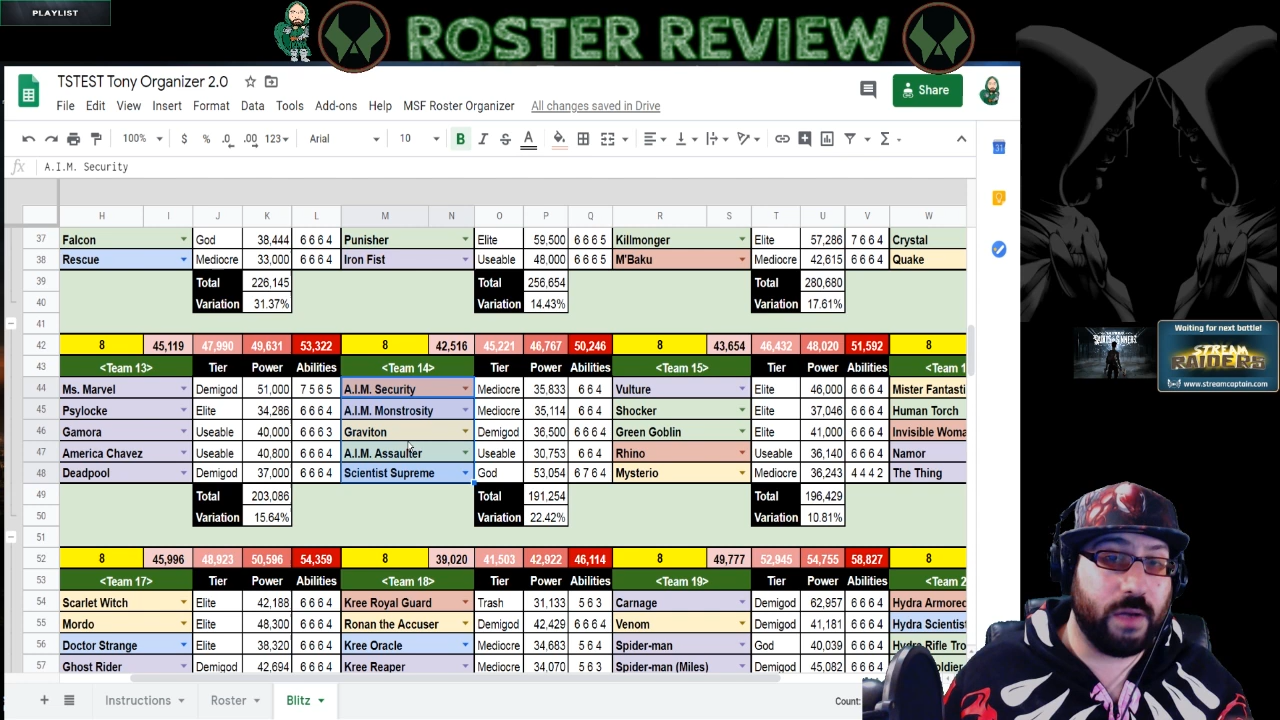 PLAYLIST
ROSTER REVIEW
TSTEST Tony Organizer 2.0
File Edit View Insert Format Data Tools Add-ons Help MSF Roster Organizer All changes saved in Drive
Share
100% $ % .0 .00 123 Arial 10 B I S A
fx A.I.M. Security
H I J K L M N O P Q R S T U V W
37 Falcon God 38,444 6 6 6 4 Punisher Elite 59,500 6 6 6 5 Killmonger Elite 57,286 7 6 6 4 Crystal
38 Rescue Mediocre 33,000 6 6 6 4 Iron Fist Useable 48,000 6 6 6 5 M'Baku Mediocre 42,615 6 6 6 4 Quake
39 Total 226,145 Total 256,654 Total 280,680
40 Variation 31.37% Variation 14.43% Variation 17.61%
41
42 8 45,119 47,990 49,631 53,322 8 42,516 45,221 46,767 50,246 8 43,654 46,432 48,020 51,592 8
43 <Team 13> Tier Power Abilities <Team 14> Tier Power Abilities <Team 15> Tier Power Abilities <Team 1
44 Ms. Marvel Demigod 51,000 7 5 6 5 A.I.M. Security Mediocre 35,833 6 6 4 Vulture Elite 46,000 6 6 6 4 Mister Fantasti
45 Psylocke Elite 34,286 6 6 6 4 A.I.M. Monstrosity Mediocre 35,114 6 6 4 Shocker Elite 37,046 6 6 6 4 Human Torch
46 Gamora Useable 40,000 6 6 6 3 Graviton Demigod 36,500 6 6 6 4 Green Goblin Elite 41,000 6 6 6 4 Invisible Woma
47 America Chavez Useable 40,800 6 6 6 4 A.I.M. Assaulter Useable 30,753 6 6 4 Rhino Useable 36,140 6 6 6 4 Namor
48 Deadpool Demigod 37,000 6 6 6 4 Scientist Supreme God 53,054 6 7 6 4 Mysterio Mediocre 36,243 4 4 4 2 The Thing
49 Total 203,086 Total 191,254 Total 196,429
50 Variation 15.64% Variation 22.42% Variation 10.81%
51
52 8 45,996 48,923 50,596 54,359 8 39,020 41,503 42,922 46,114 8 49,777 52,945 54,755 58,827 8
53 <Team 17> Tier Power Abilities <Team 18> Tier Power Abilities <Team 19> Tier Power Abilities <Team 2
54 Scarlet Witch Elite 42,188 6 6 6 4 Kree Royal Guard Trash 31,133 5 6 3 Carnage Demigod 62,957 6 6 6 4 Hydra Armored
55 Mordo Elite 48,300 6 6 6 4 Ronan the Accuser Demigod 42,429 6 6 6 4 Venom Demigod 41,181 6 6 6 4 Hydra Scientist
56 Doctor Strange Elite 38,320 6 6 6 4 Kree Oracle Mediocre 34,683 5 6 4 Spider-man God 40,039 6 6 6 4 Hydra Rifle Tro
57 Ghost Rider Demigod 42,694 6 6 6 4 Kree Reaper Mediocre 34,070 5 6 3 Spider-man (Miles) Demigod 45,082 6 6 6 4
Instructions Roster Blitz
Count:
Waiting for next battle!
STREAM RAIDERS
www.streamcaptain.com
31